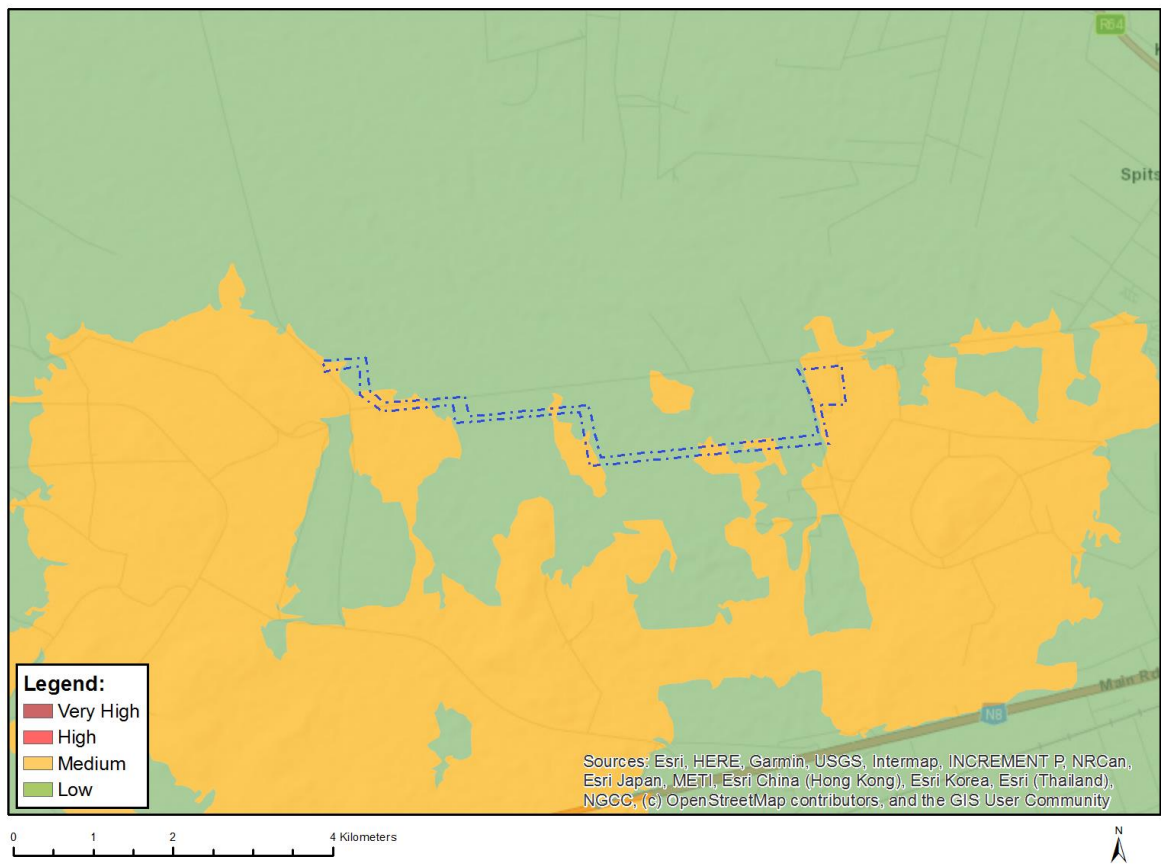 R64
Spits
Main Rd
N8
Legend:
Very High
High
Medium
Low
Sources: Esri, HERE, Garmin, USGS, Intermap, INCREMENT P, NRCan,
Esri Japan, METI, Esri China (Hong Kong), Esri Korea, Esri (Thailand),
NGCC, (c) OpenStreetMap contributors, and the GIS User Community
0 1 2 4 Kilometers
N